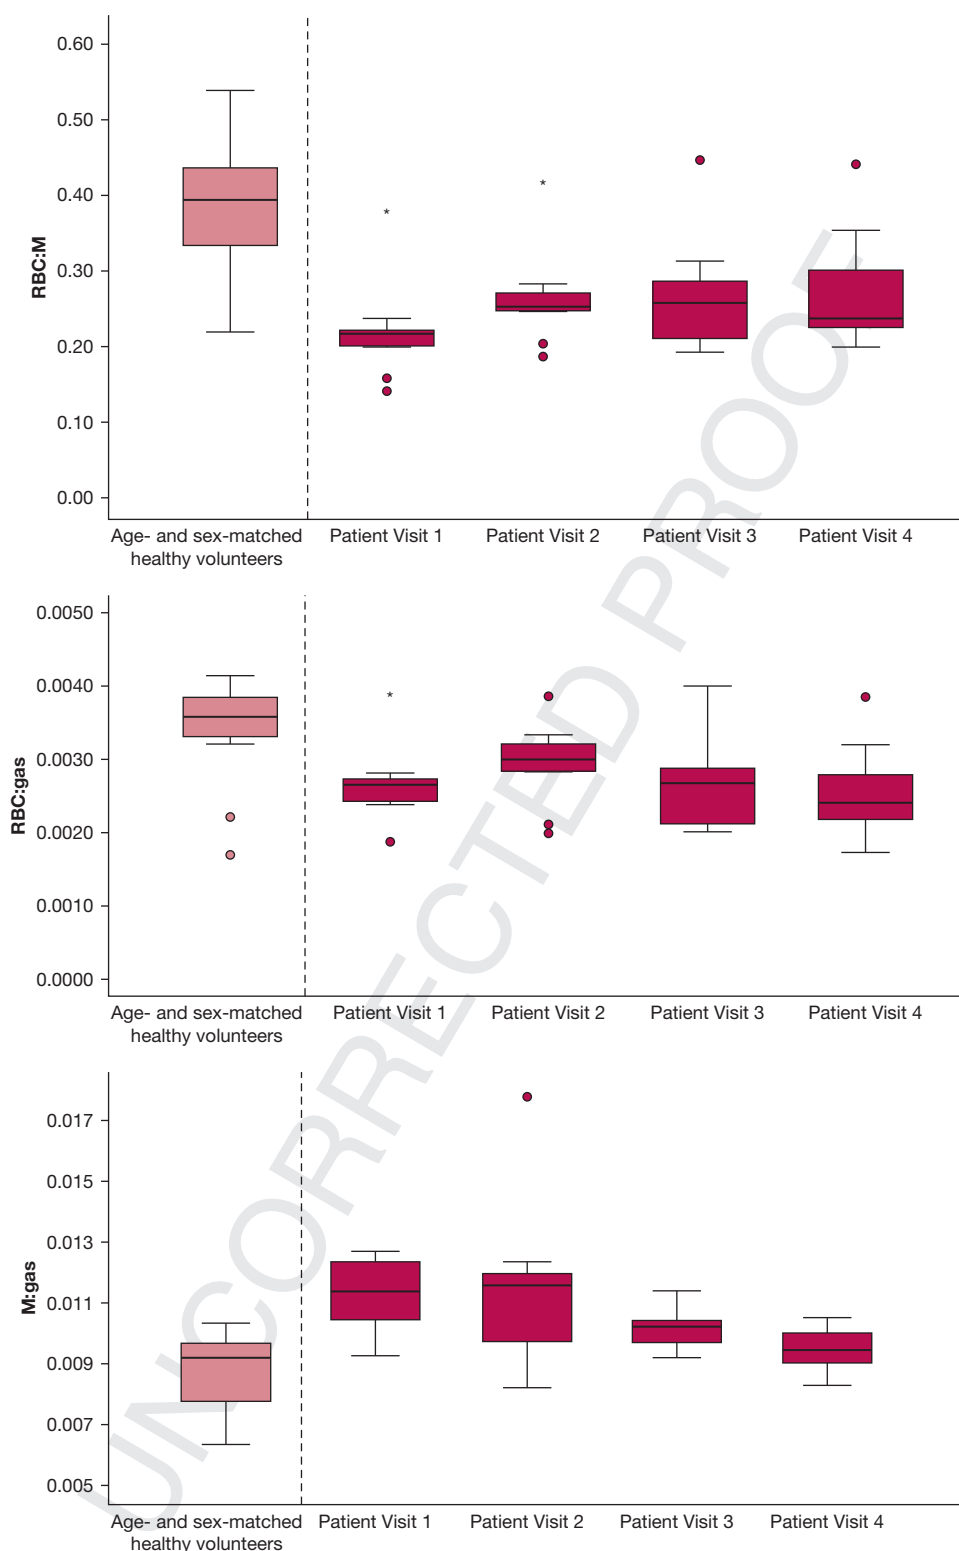 0.60
0.50
0.40
0.30
0.20
0.10
0.00
RBC:M
*
*
Age- and sex-matched
healthy volunteers
Patient Visit 1
Patient Visit 2
Patient Visit 3
Patient Visit 4
0.0050
0.0040
0.0030
0.0020
0.0010
0.0000
RBC:gas
*
Age- and sex-matched
healthy volunteers
Patient Visit 1
Patient Visit 2
Patient Visit 3
Patient Visit 4
0.017
0.015
0.013
0.011
0.009
0.007
0.005
M:gas
Age- and sex-matched
healthy volunteers
Patient Visit 1
Patient Visit 2
Patient Visit 3
Patient Visit 4
UNCORRECTED PROOF